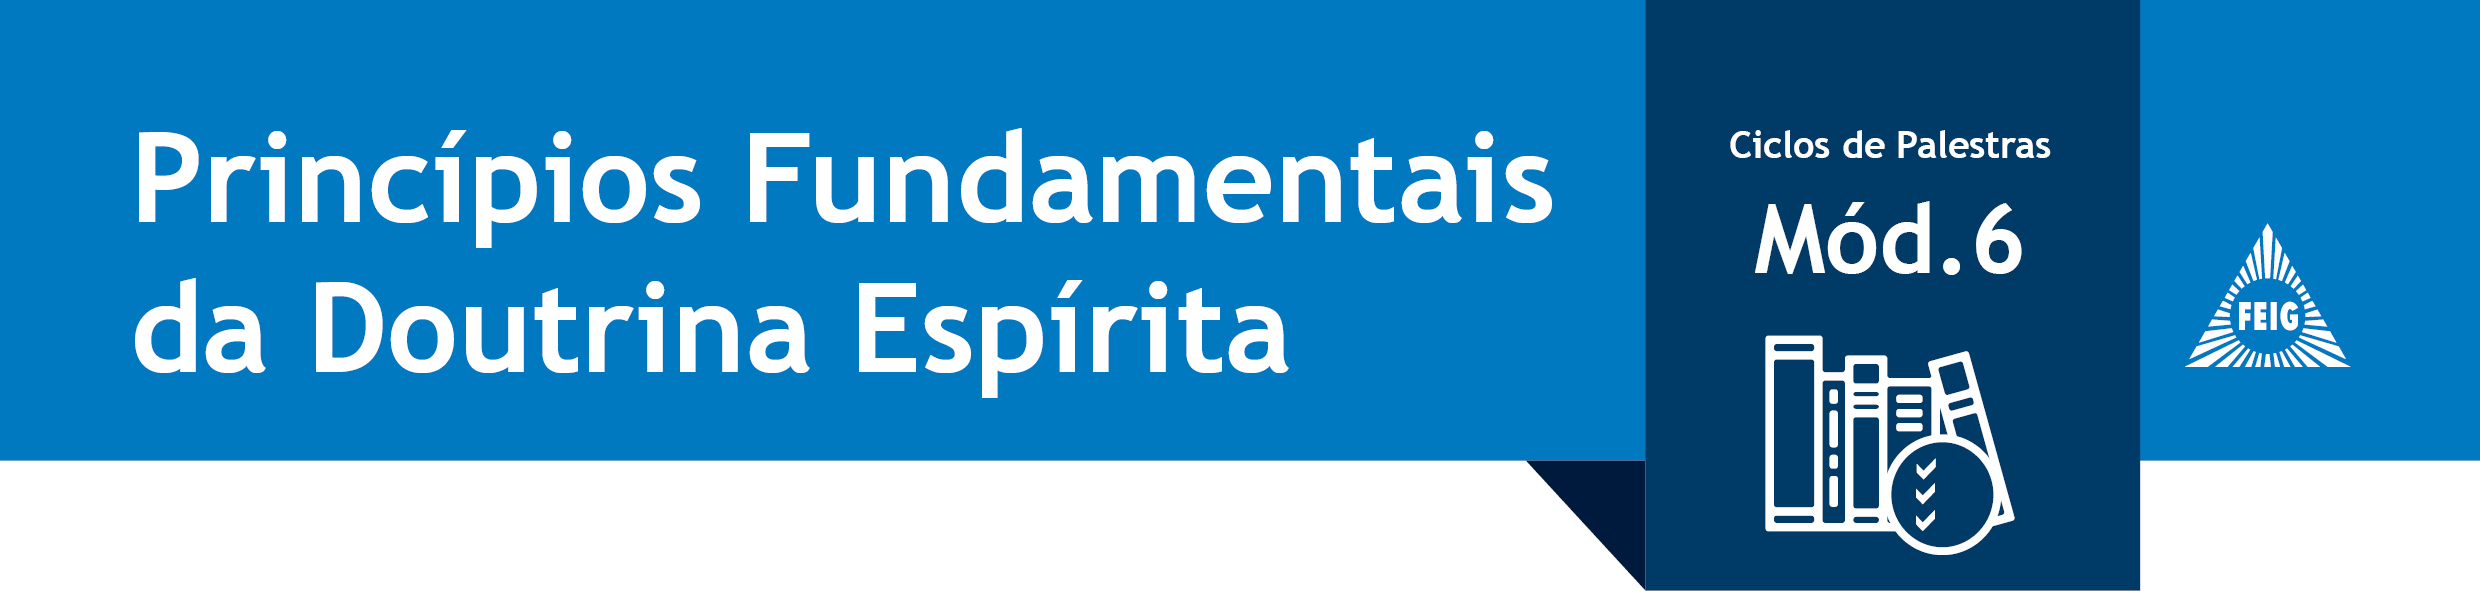 Princípios Fundamentais
da Doutrina Espírita
Ciclos de Palestras
Mód.6
FEIG